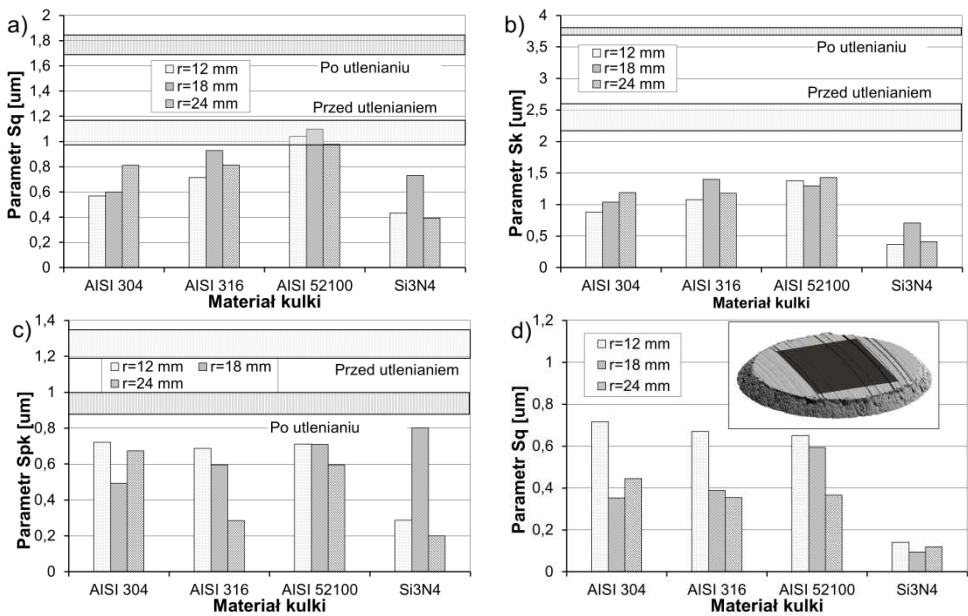 a)
Parametr Sq [um]
2
1,8
1,6
1,4
1,2
1
0,8
0,6
0,4
0,2
0
Po utlenianiu
r=12 mm
r=18 mm
r=24 mm
Przed utlenianiem
AISI 304 AISI 316 AISI 52100 Si3N4
Materiał kulki
b)
Parametr Sk [um]
4
3,5
3
2,5
2
1,5
1
0,5
0
r=12 mm
r=18 mm
r=24 mm
Po utlenianiu
Przed utlenianiem
AISI 304 AISI 316 AISI 52100 Si3N4
Materiał kulki
c)
Parametr Spk [um]
1,4
1,2
1
0,8
0,6
0,4
0,2
0
r=12 mm r=18 mm
r=24 mm
Przed utlenianiem
Po utlenianiu
AISI 304 AISI 316 AISI 52100 Si3N4
Materiał kulki
d)
Parametr Sq [um]
1,2
1
0,8
0,6
0,4
0,2
0
r=12 mm
r=18 mm
r=24 mm
AISI 304 AISI 316 AISI 52100 Si3N4
Materiał kulki